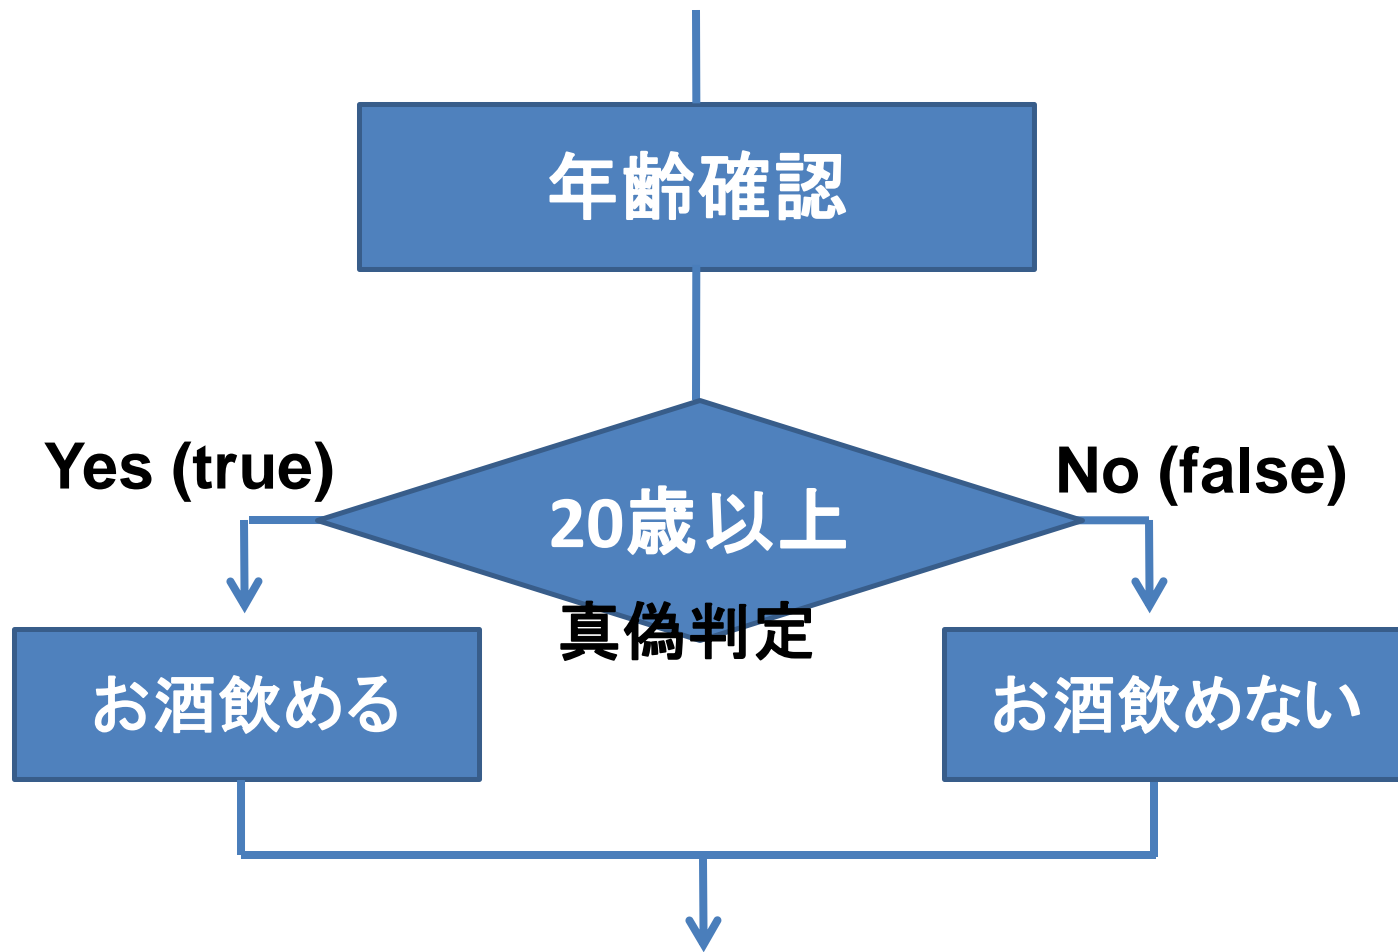 年齢確認
Yes (true)
No (false)
20歳以上
真偽判定
お酒飲める
お酒飲めない